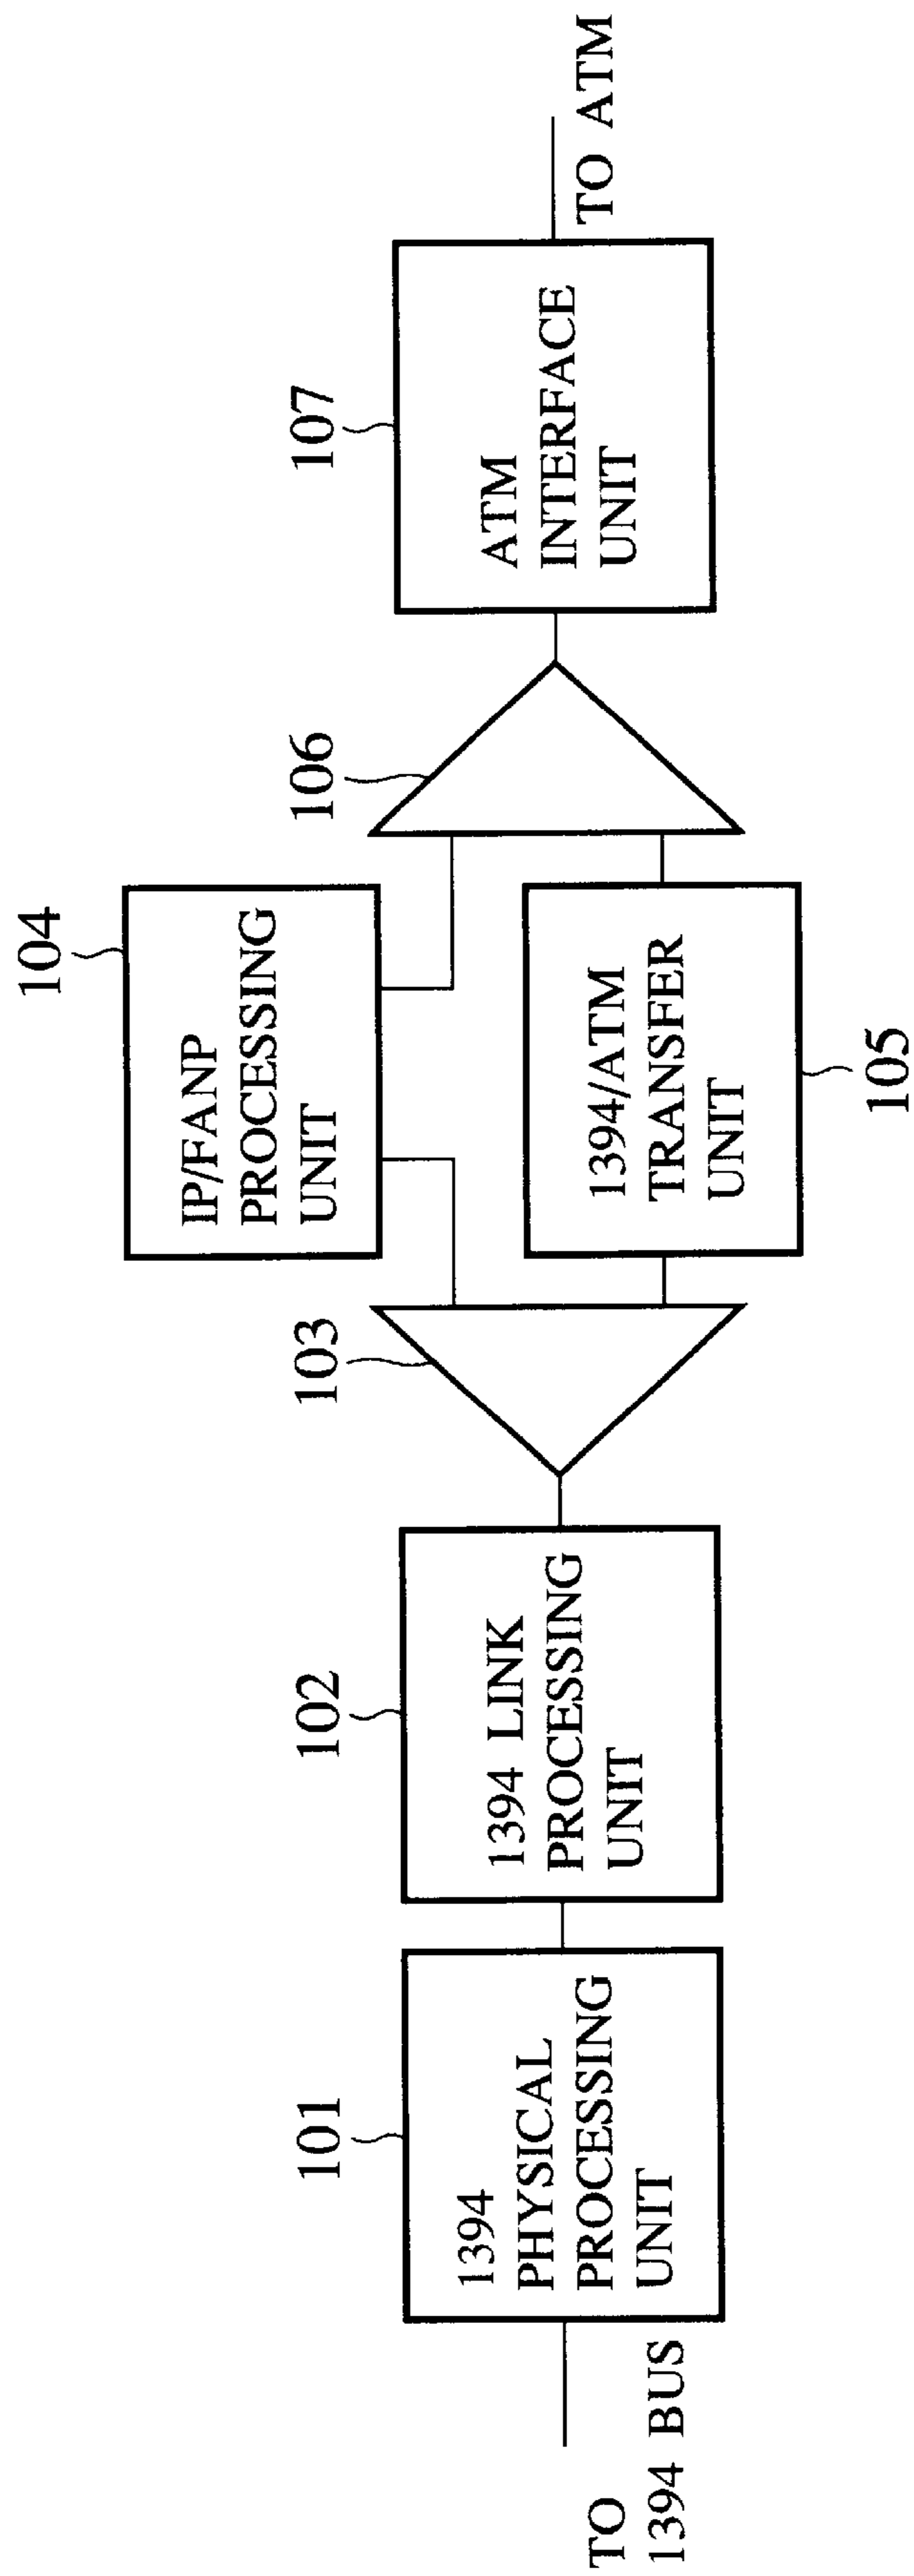 TO
1394 BUS
101
1394
PHYSICAL
PROCESSING
UNIT
102
1394 LINK
PROCESSING
UNIT
103
104
IP/FANP
PROCESSING
UNIT
1394/ATM
TRANSFER
UNIT
105
106
107
ATM
INTERFACE
UNIT
TO ATM